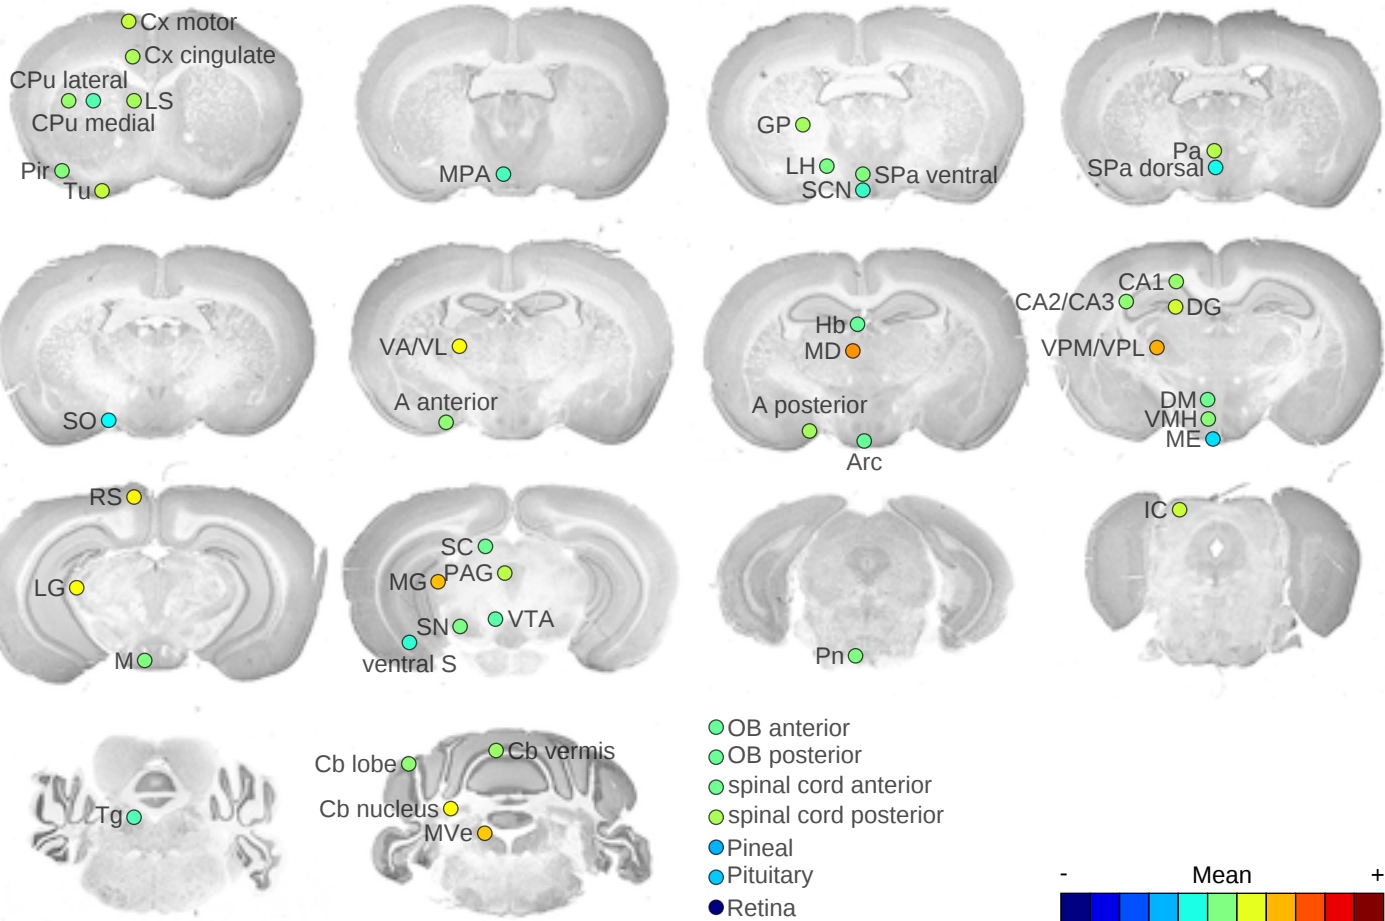 Cx motor
Cx cingulate
CPu lateral
LS
CPu medial
Pir
Tu
MPA
GP
LH
SPa ventral
SCN
Pa
SPa dorsal
SO
VA/VL
A anterior
Hb
MD
A posterior
Arc
CA1
CA2/CA3
DG
VPM/VPL
DM
VMH
ME
RS
LG
M
SC
MG
PAG
SN
VTA
ventral S
Pn
IC
Tg
Cb lobe
Cb vermis
Cb nucleus
MVe
OB anterior
OB posterior
spinal cord anterior
spinal cord posterior
Pineal
Pituitary
Retina
- Mean +